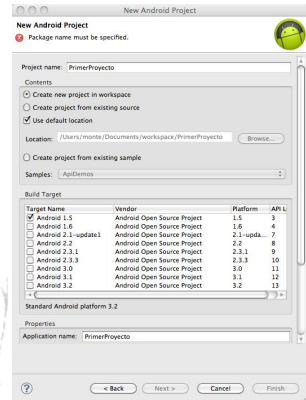 New Android Project
New Android Project
Package name must be specified.
Project name: PrimerProyecto
Contents
Create new project in workspace
Create project from existing source
Use default location
Location: /Users/monte/Documents/workspace/PrimerProyecto Browse...
Create project from existing sample
Samples: ApiDemos
Build Target
Target Name Vendor Platform API L
Android 1.5 Android Open Source Project 1.5 3
Android 1.6 Android Open Source Project 1.6 4
Android 2.1-update1 Android Open Source Project 2.1-upda... 7
Android 2.2 Android Open Source Project 2.2 8
Android 2.3.1 Android Open Source Project 2.3.1 9
Android 2.3.3 Android Open Source Project 2.3.3 10
Android 3.0 Android Open Source Project 3.0 11
Android 3.1 Android Open Source Project 3.1 12
Android 3.2 Android Open Source Project 3.2 13
Standard Android platform 3.2
Properties
Application name: PrimerProyecto
? < Back Next > Cancel Finish